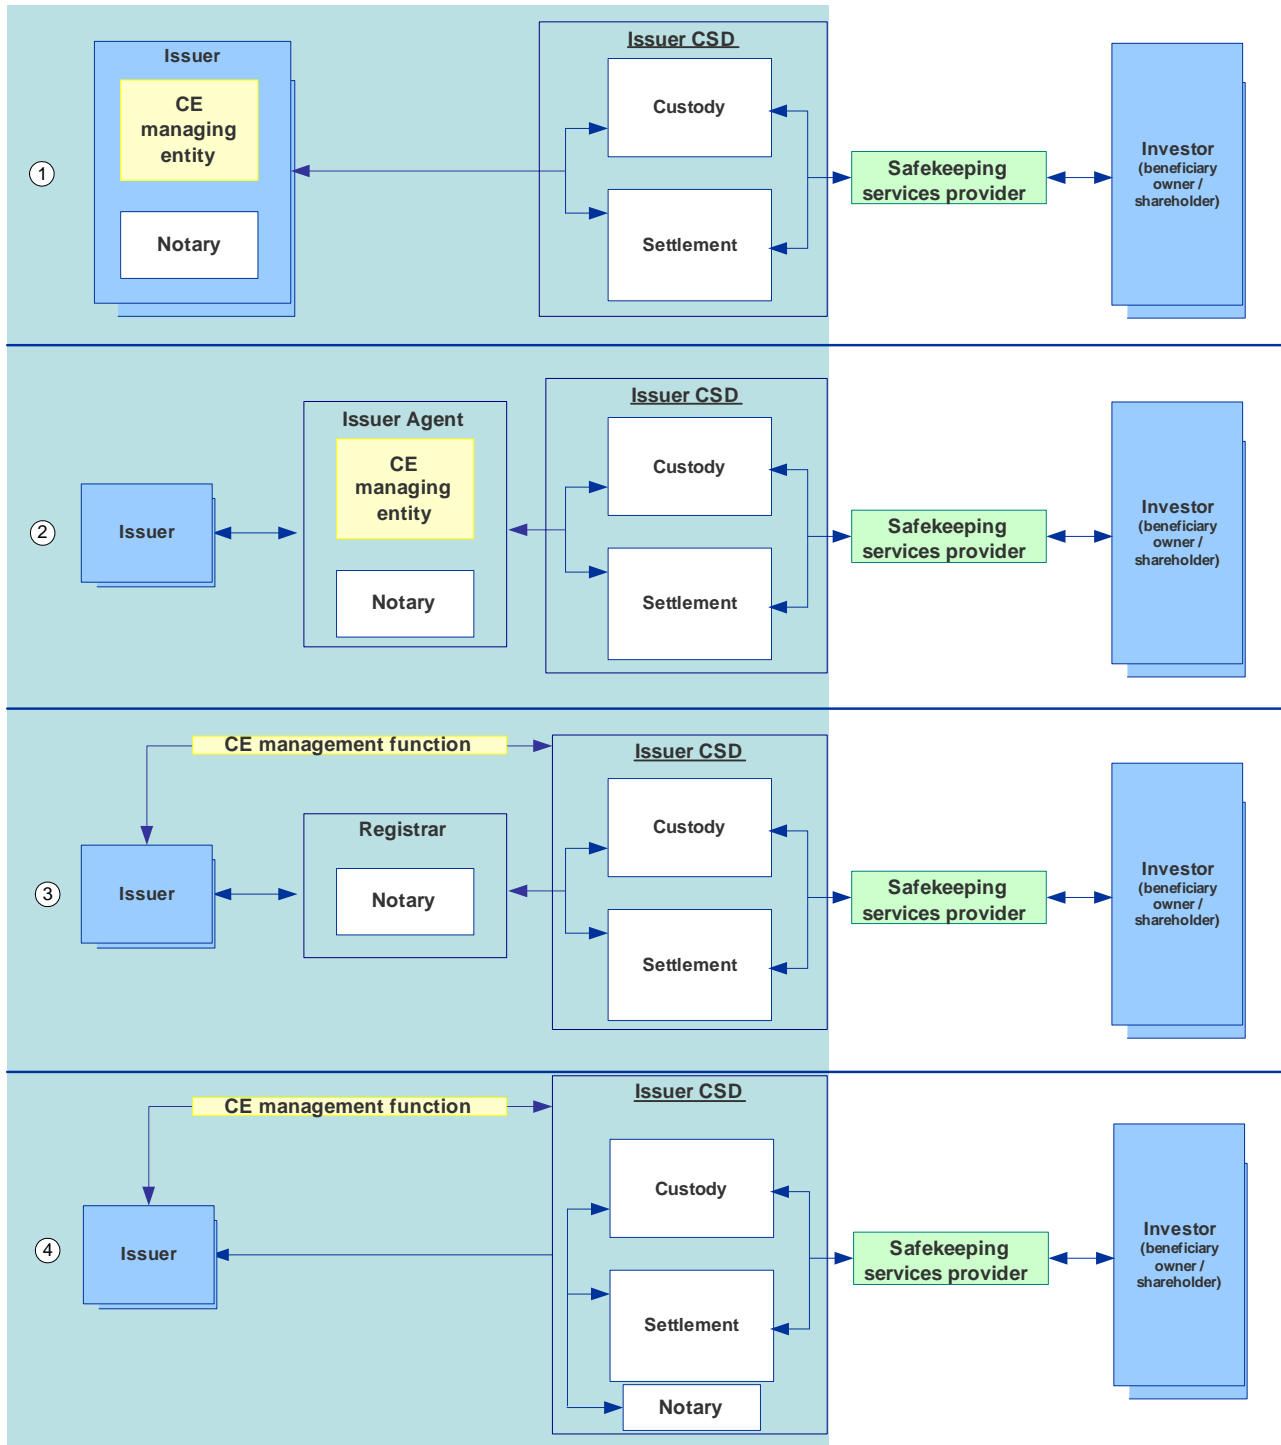 Issuer
CE
managing
entity
Notary
1
Issuer CSD
Custody
Settlement
Safekeeping
services provider
Investor
(beneficiary
owner /
shareholder)
2
Issuer
Issuer Agent
CE
managing
entity
Notary
Issuer CSD
Custody
Settlement
Safekeeping
services provider
Investor
(beneficiary
owner /
shareholder)
3
CE management function
Issuer
Registrar
Notary
Issuer CSD
Custody
Settlement
Safekeeping
services provider
Investor
(beneficiary
owner /
shareholder)
4
CE management function
Issuer
Issuer CSD
Custody
Settlement
Notary
Safekeeping
services provider
Investor
(beneficiary
owner /
shareholder)